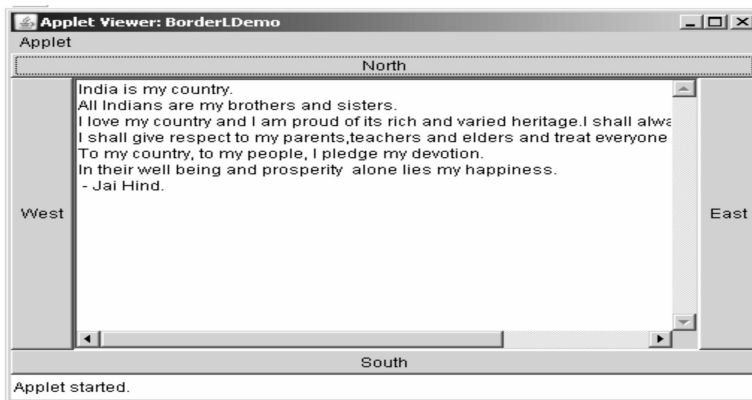 Applet Viewer: BorderLDemo
Applet
North
India is my country.
All Indians are my brothers and sisters.
I love my country and I am proud of its rich and varied heritage.I shall alwa
I shall give respect to my parents,teachers and elders and treat everyone
To my country, to my people, I pledge my devotion.
In their well being and prosperity  alone lies my happiness.
- Jai Hind.
West
East
South
Applet started.